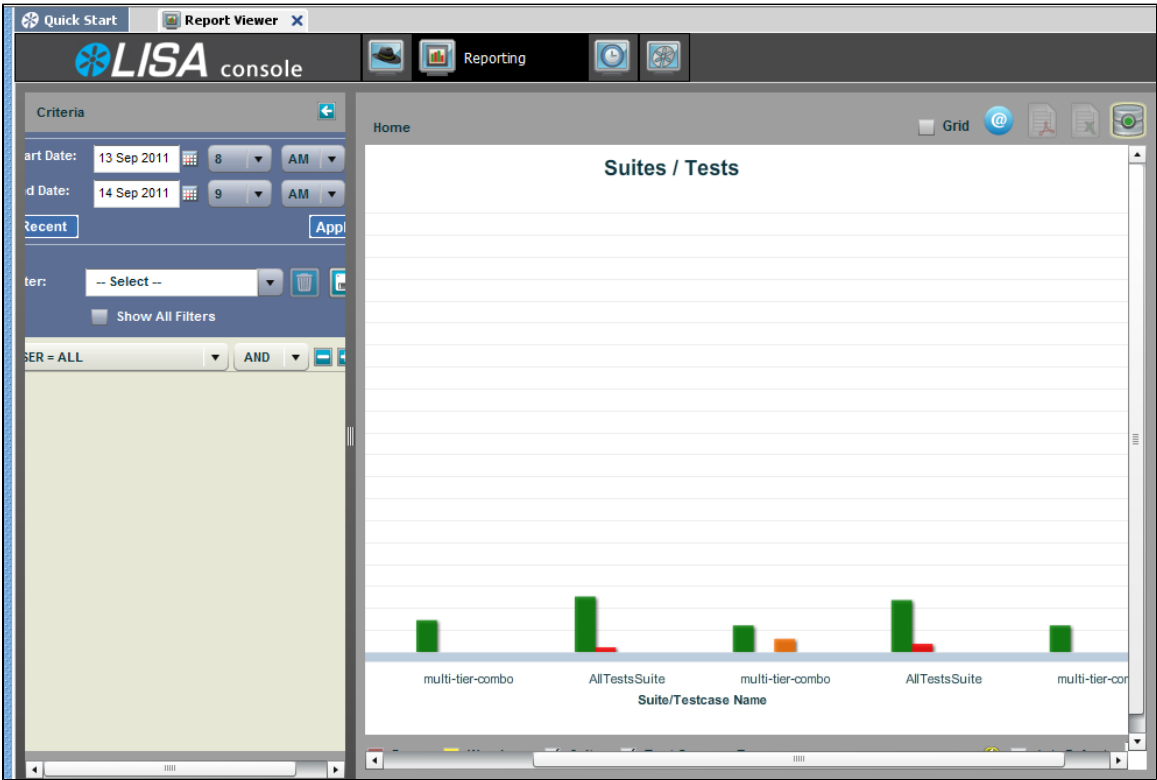 Quick Start
Report Viewer X
LISA console
Reporting
Criteria
Home
Grid
art Date:
13 Sep 2011
8
AM
nd Date:
14 Sep 2011
9
AM
Recent
Appl
ter:
-- Select --
Show All Filters
SER = ALL
AND
Suites / Tests
multi-tier-combo
AllTestsSuite
multi-tier-combo
AllTestsSuite
multi-tier-cor
Suite/Testcase Name